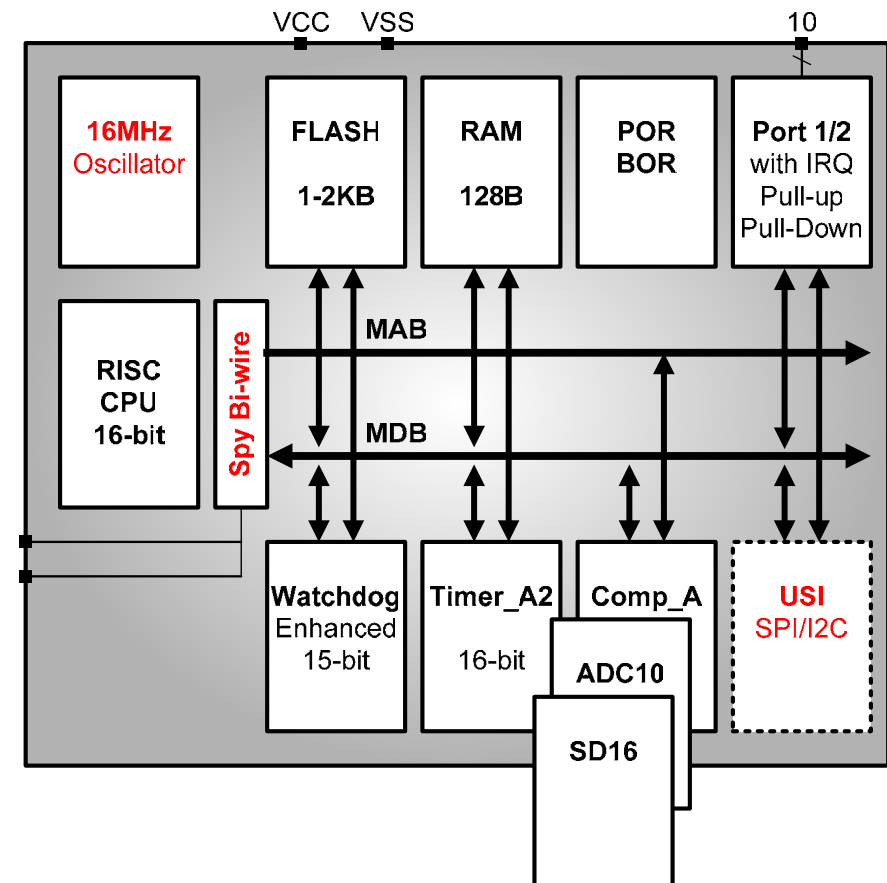 VCC
VSS
10
16MHz
Oscillator
FLASH
1-2KB
RAM
128B
POR
BOR
Port 1/2
with IRQ
Pull-up
Pull-Down
RISC
CPU
16-bit
Spy Bi-wire
MAB
MDB
Watchdog
Enhanced
15-bit
Timer_A2
16-bit
Comp_A
ADC10
SD16
USI
SPI/I2C